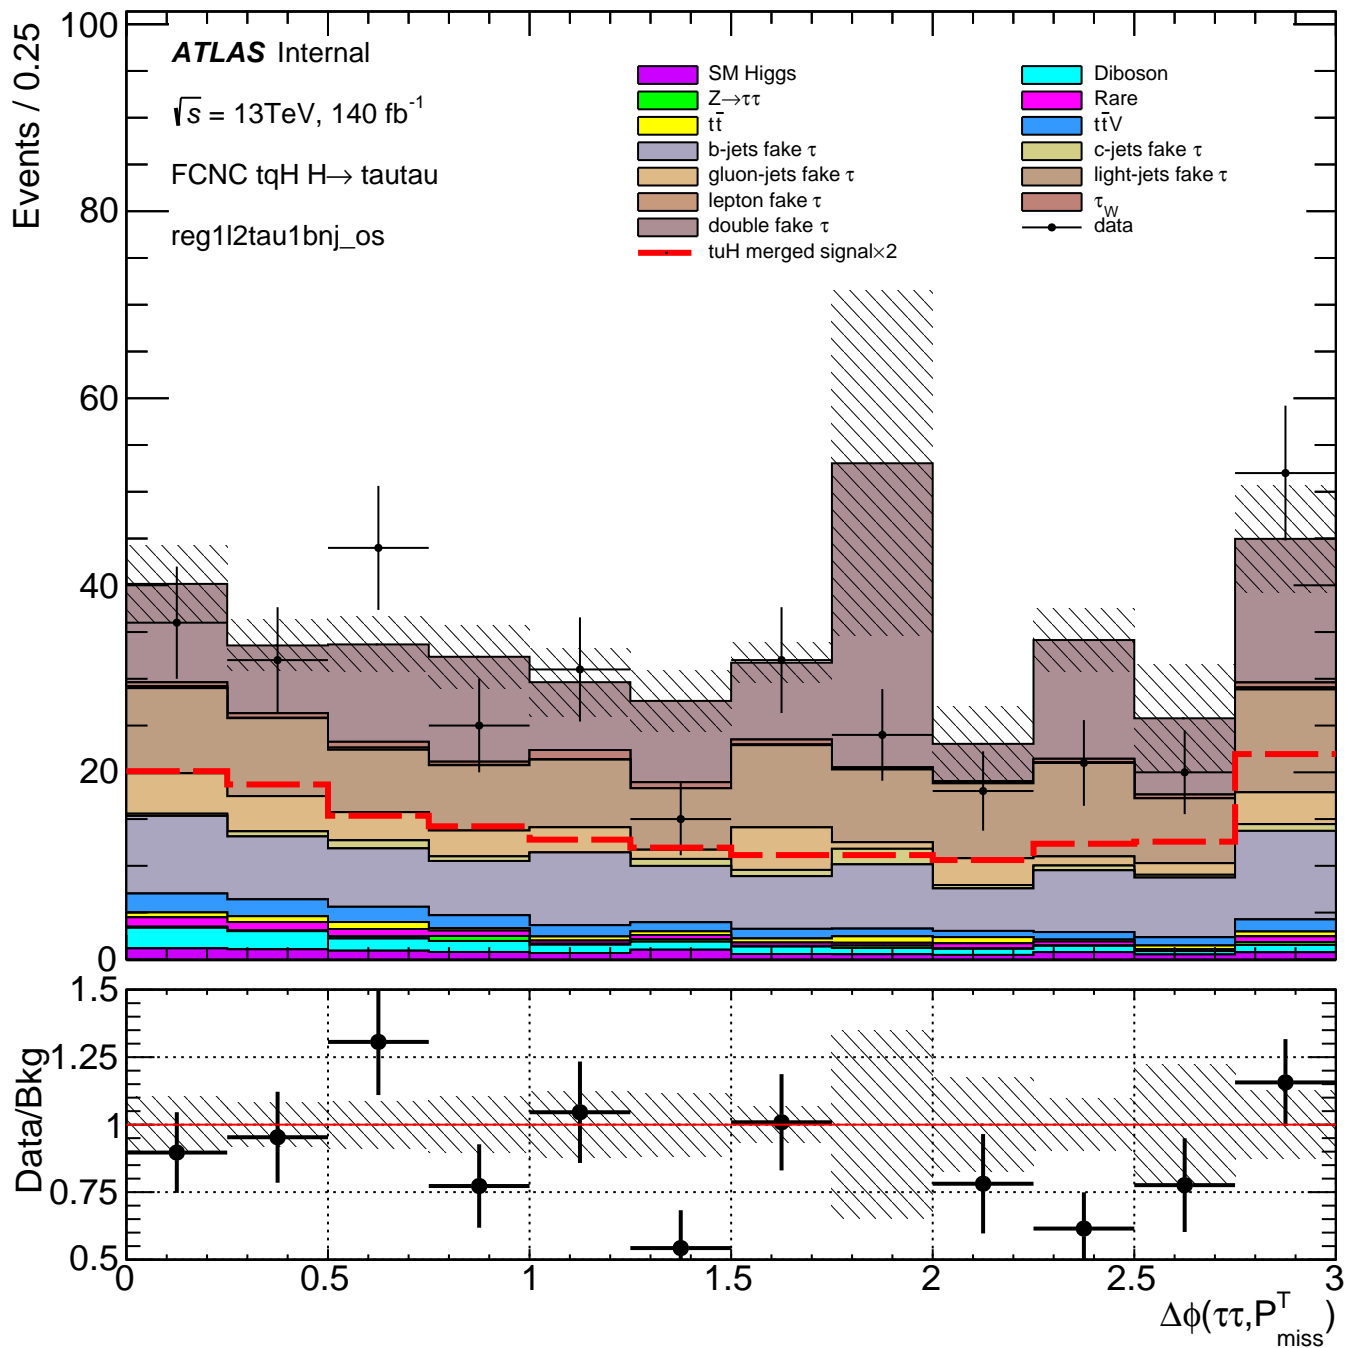 Events / 0.25
100
80
60
40
20
0
ATLAS Internal
√s = 13TeV, 140 fb⁻¹
FCNC tqH H→ tautau
reg1l2tau1bnj_os
SM Higgs
Z→ττ
tt̄
b-jets fake τ
gluon-jets fake τ
lepton fake τ
double fake τ
tuH merged signal×2
Diboson
Rare
tt̄V
c-jets fake τ
light-jets fake τ
τ_W
data
Data/Bkg
1.5
1.25
1
0.75
0.5
0 0.5 1 1.5 2 2.5 3
Δϕ(ττ,P^T_miss)